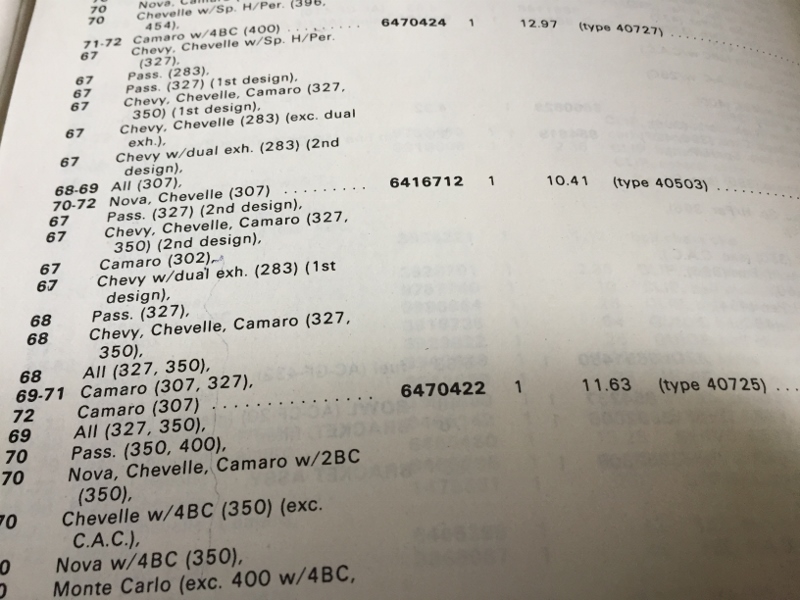 70 Nova, Camaro
70 Chevelle w/Sp. H/Per. (396,
454),
71-72 Camaro w/4BC (400) ......... 6470424 1 12.97 (type 40727) ..........
67 Chevy, Chevelle w/Sp. H/Per.
(327),
67 Pass. (283),
67 Pass. (327) (1st design),
67 Chevy, Chevelle, Camaro (327,
350) (1st design),
67 Chevy, Chevelle (283) (exc. dual
exh.),
67 Chevy w/dual exh. (283) (2nd
design),
68-69 All (307),
70-72 Nova, Chevelle (307) ......... 6416712 1 10.41 (type 40503) ..........
67 Pass. (327) (2nd design),
67 Chevy, Chevelle, Camaro (327,
350) (2nd design),
67 Camaro (302),
67 Chevy w/dual exh. (283) (1st
design),
68 Pass. (327),
68 Chevy, Chevelle, Camaro (327,
350),
68 All (327, 350),
69-71 Camaro (307, 327),
72 Camaro (307) .............. 6470422 1 11.63 (type 40725) ...
69 All (327, 350),
70 Pass. (350, 400),
70 Nova, Chevelle, Camaro w/2BC
(350),
70 Chevelle w/4BC (350) (exc.
C.A.C.),
0 Nova w/4BC (350),
0 Monte Carlo (exc. 400 w/4BC,